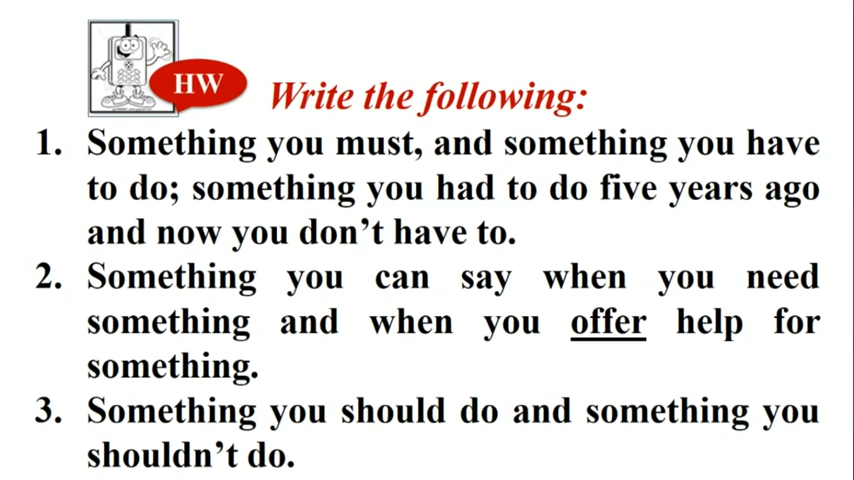 HW
Write the following:
1. Something you must, and something you have
to do; something you had to do five years ago
and now you don't have to.
2. Something you can say when you need
something and when you offer help for
something.
3. Something you should do and something you
shouldn't do.